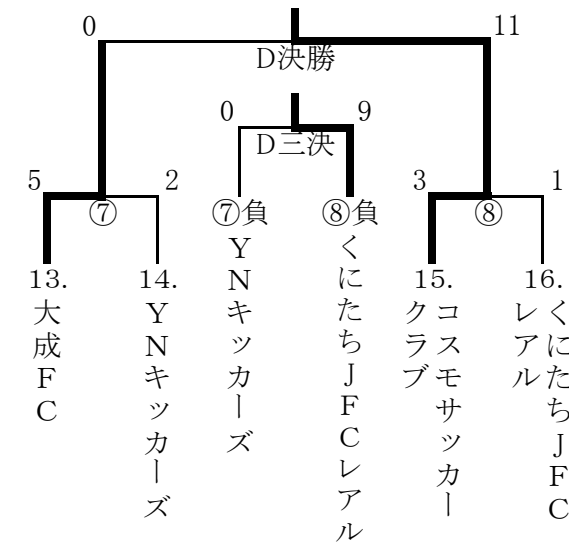 0
11
D決勝
0
9
D三決
5
2
3
1
⑦
⑦負
⑧負
⑧
13.
大成FC
14.
YNキッカーズ
YNキッカーズ
くにたちJFCレアル
15.
コスモサッカー
クラブ
16.
くにたちJFC
レアル